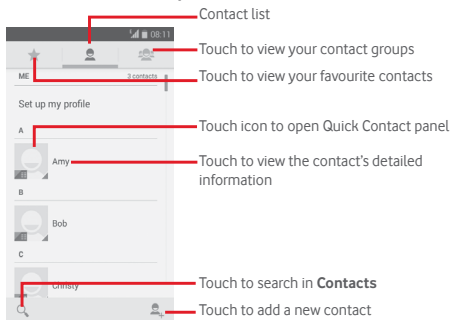 Contact list
08:11
Touch to view your contact groups
Touch to view your favourite contacts
ME
3 contacts
Set up my profile
A
Touch icon to open Quick Contact panel
Amy
Touch to view the contact's detailed
information
B
Bob
C
Christy
Touch to search in Contacts
Touch to add a new contact